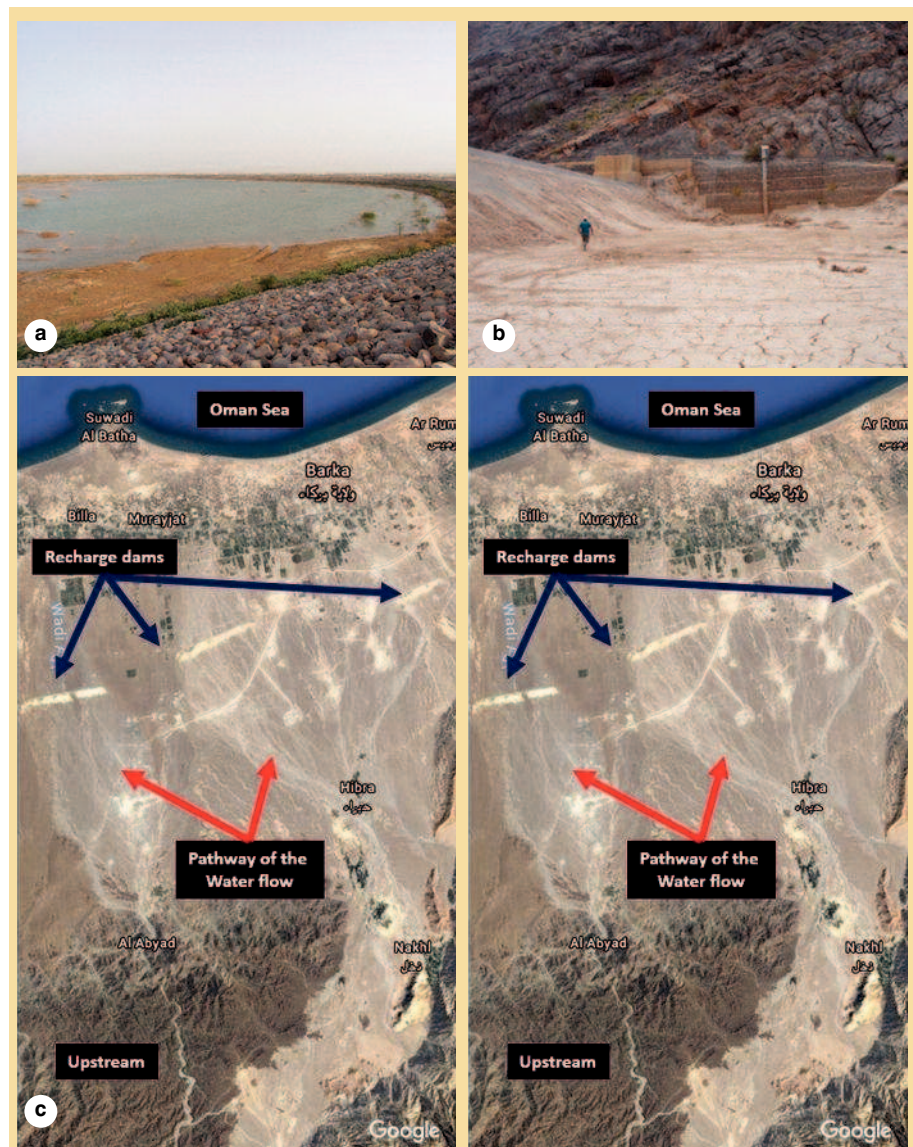 a
b
Oman Sea
Suwadi
Al Batha
Ar Rum
Barka
ولاية بركاء
Billa
Murayjat
Recharge dams
Hibra
هبراء
Pathway of the
Water flow
Al Abyad
Nakhl
نخل
Upstream
c
Google
Oman Sea
Suwadi
Al Batha
Ar Rum
Barka
ولاية بركاء
Billa
Murayjat
Recharge dams
Hibra
هبراء
Pathway of the
Water flow
Al Abyad
Nakhl
نخل
Upstream
Google